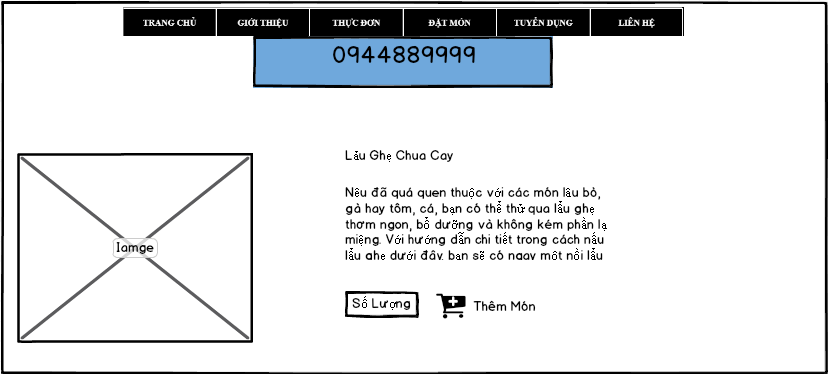 TRANG CHỦ GIỚI THIỆU THỰC ĐƠN ĐẶT MÓN TUYỂN DỤNG LIÊN HỆ
0944889999
Iamge
Lẩu Ghẹ Chua Cay
Nêu đã quá quen thuộc với các món lâu bò,
gà hay tôm, cá, bạn có thể thử qua lẩu ghẹ
thơm ngon, bổ dưỡng và không kém phần lạ
miệng. Với hướng dẫn chi tiết trong cách nấu
lẩu ghẹ dưới đây, bạn sẽ có ngay một nồi lẩu
Số Lượng
Thêm Món